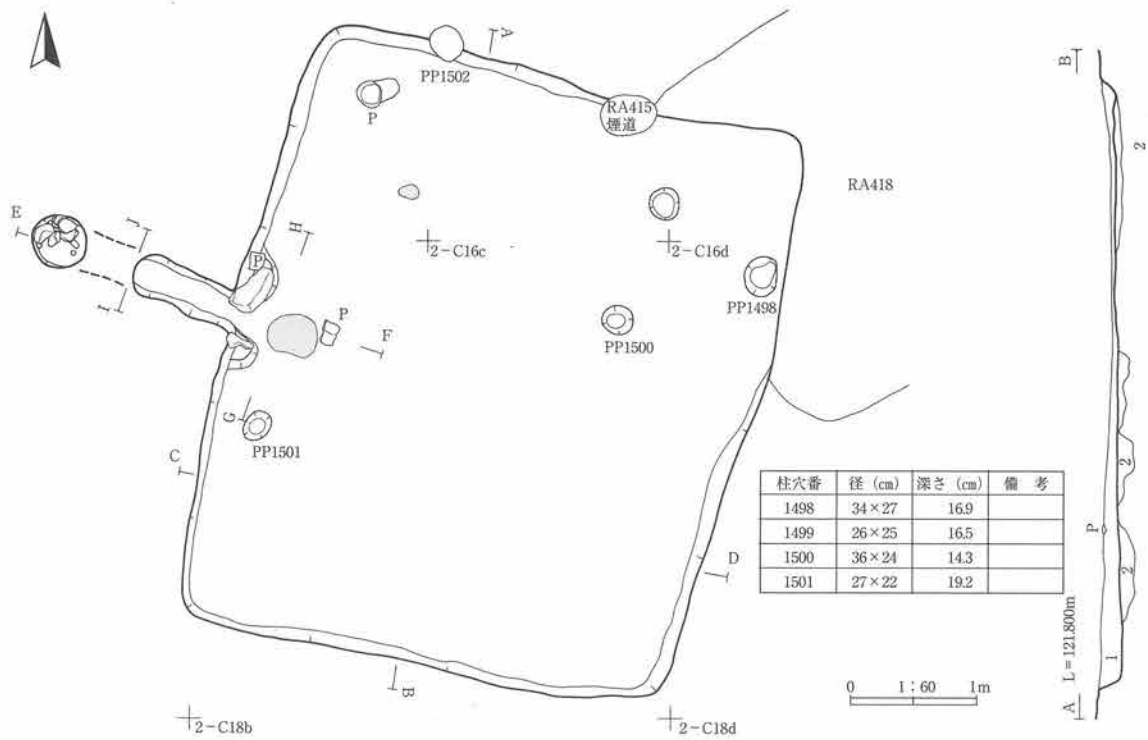 A
PP1502
P
RA415
煙道
RA418
E
J
H
2-C16c
2-C16d
P
I
P
F
PP1498
PP1500
G
PP1501
C
D
B
2-C18b
2-C18d
柱穴番 径 (cm) 深さ (cm) 備 考
1498 34×27 16.9
1499 26×25 16.5
1500 36×24 14.3
1501 27×22 19.2
0 1:60 1m
B
2
2
P
2
1
A L=121.800m